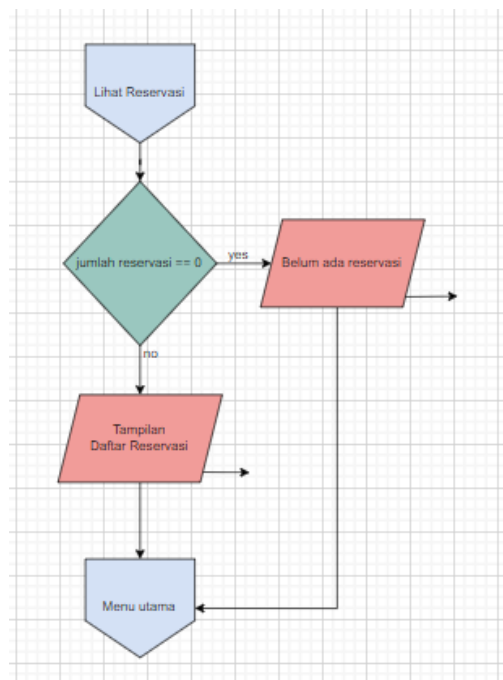 Lihat Reservasi
jumlah reservasi == 0
yes
Belum ada reservasi
no
Tampilan
Daftar Reservasi
Menu utama